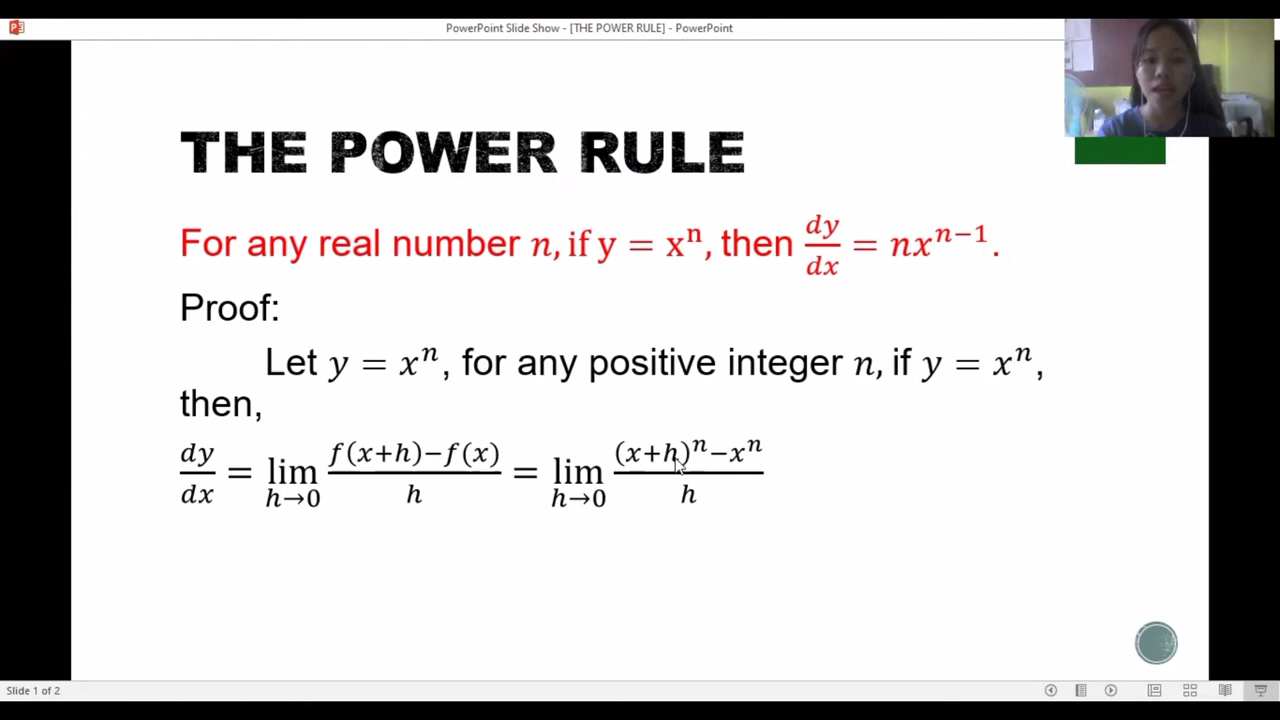 PowerPoint Slide Show - [THE POWER RULE] - PowerPoint
THE POWER RULE
For any real number n, if y = xⁿ, then dy/dx = nxⁿ⁻¹.
Proof:
Let y = xⁿ, for any positive integer n, if y = xⁿ,
then,
dy/dx = lim h→0 f(x+h)−f(x)/h = lim h→0 (x+h)ⁿ−xⁿ/h
Slide 1 of 2